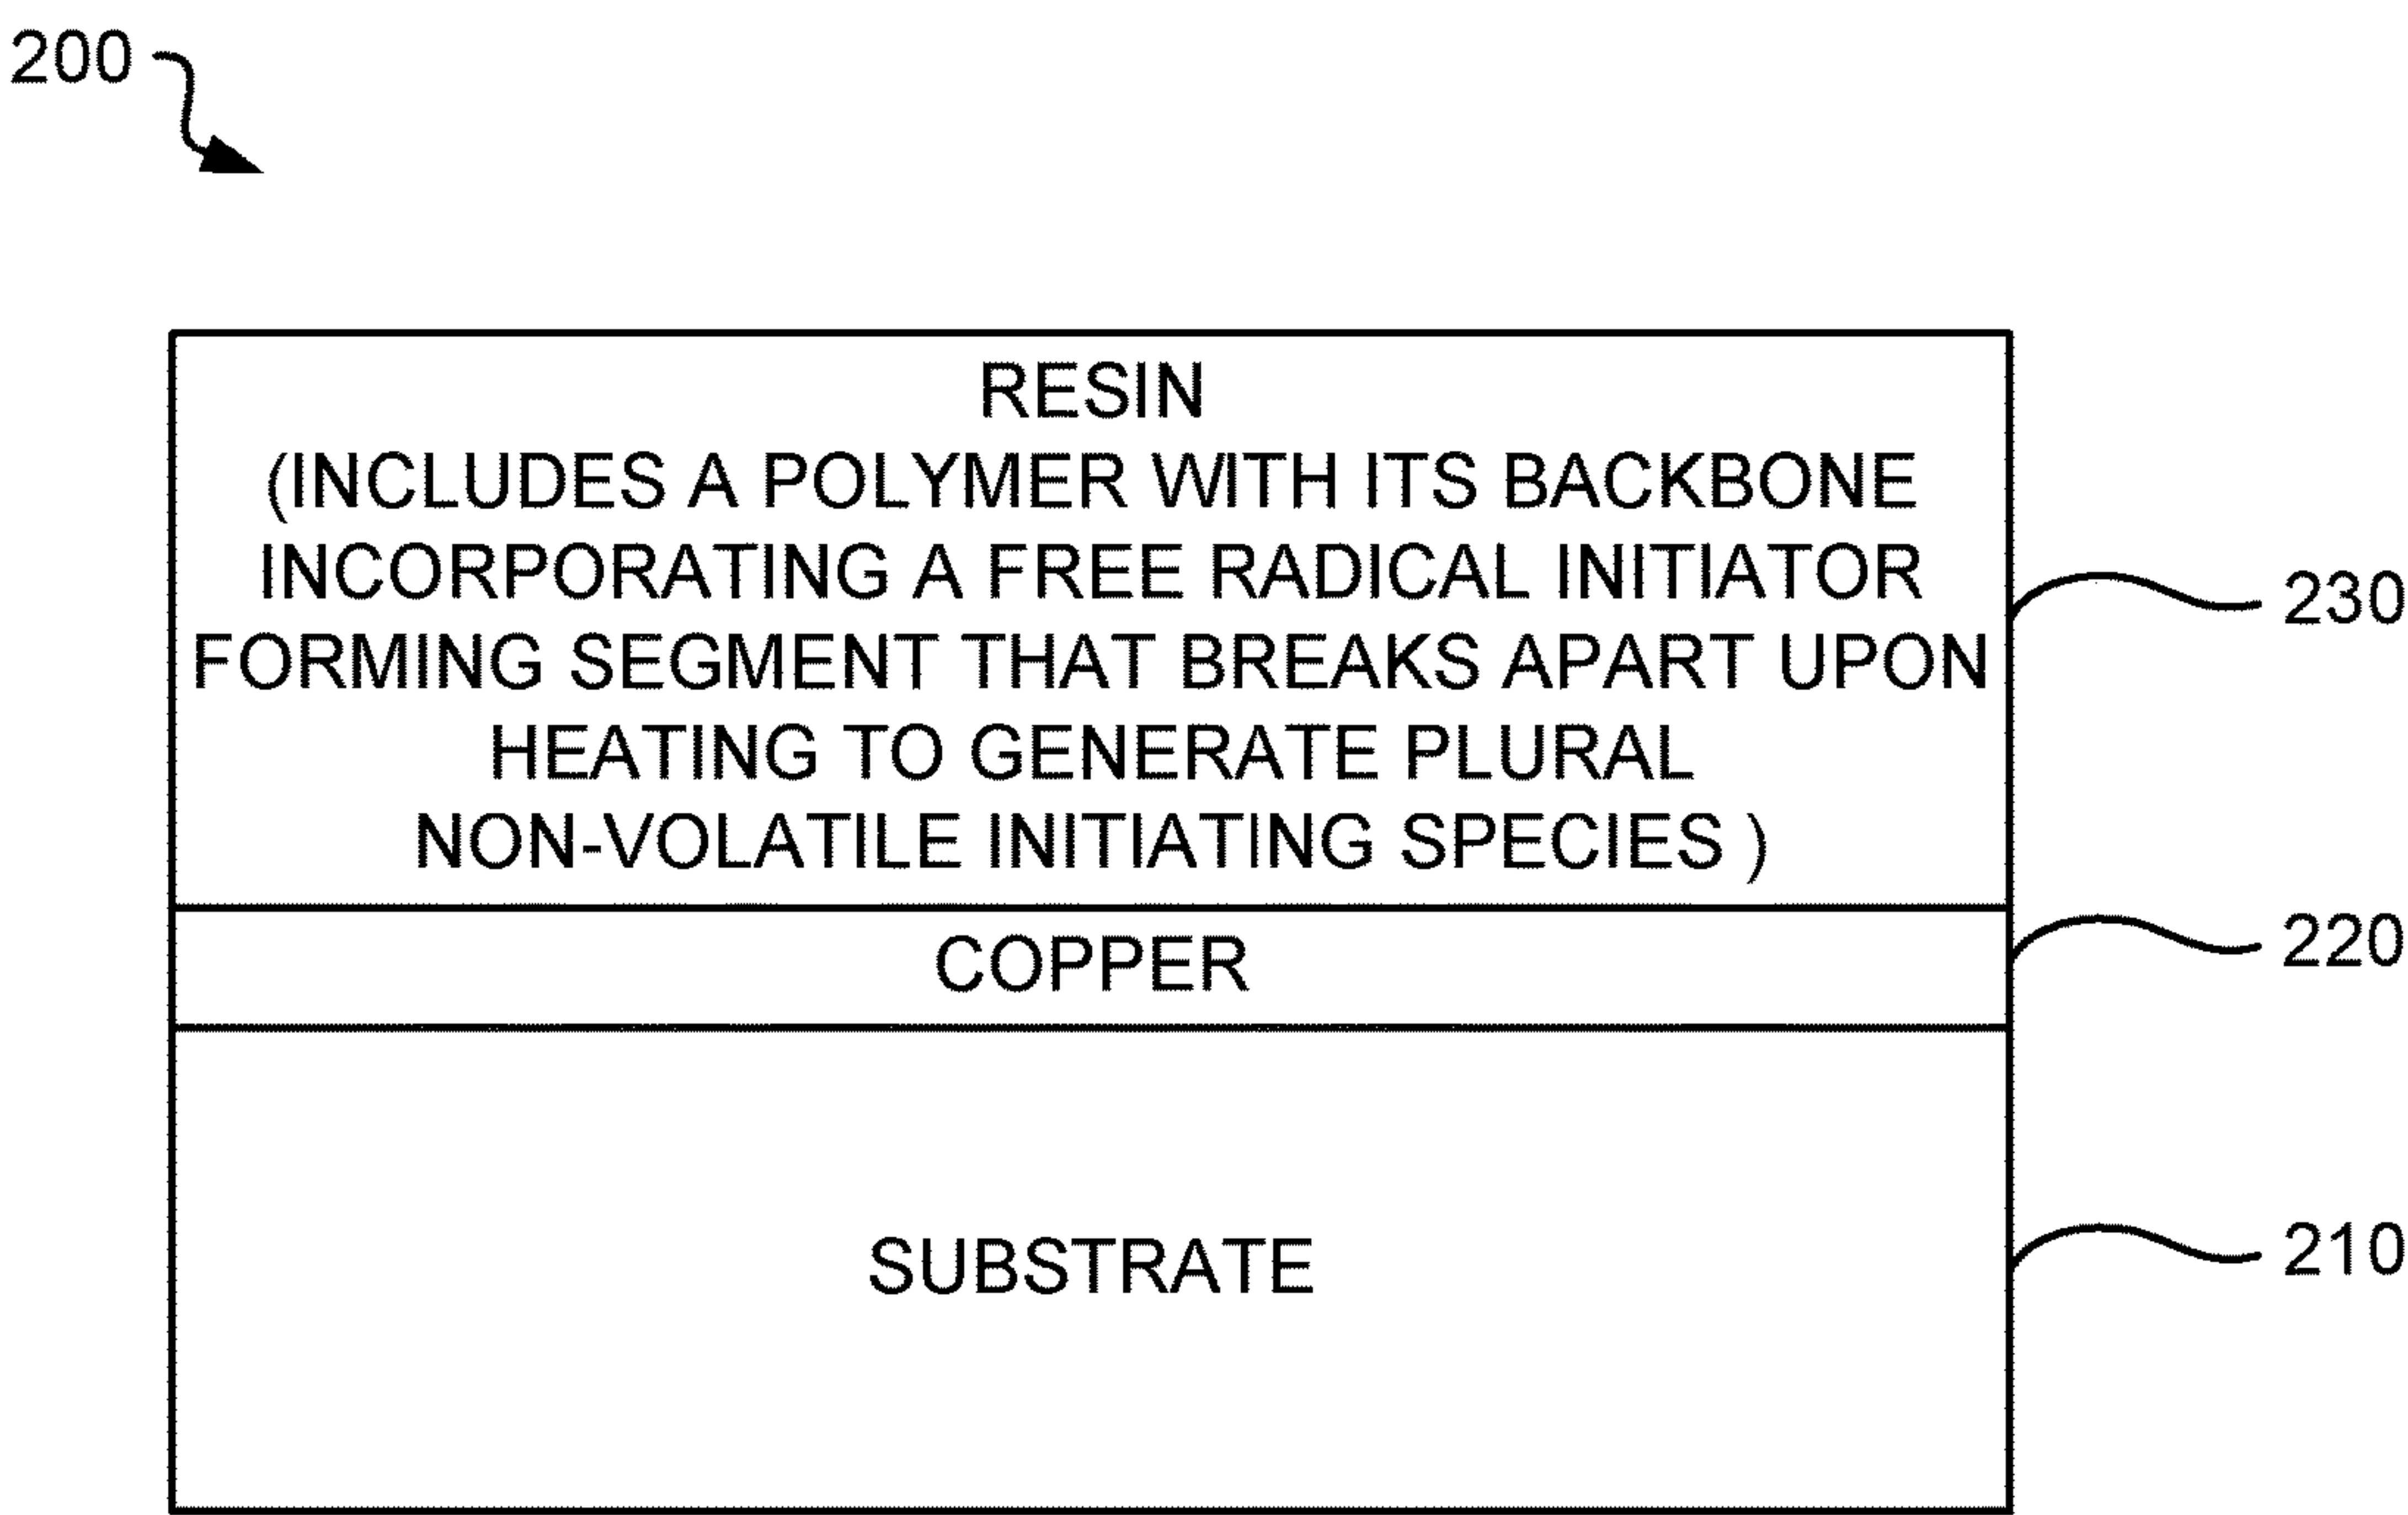 200
RESIN
(INCLUDES A POLYMER WITH ITS BACKBONE
INCORPORATING A FREE RADICAL INITIATOR
FORMING SEGMENT THAT BREAKS APART UPON
HEATING TO GENERATE PLURAL
NON-VOLATILE INITIATING SPECIES )
230
COPPER
220
SUBSTRATE
210